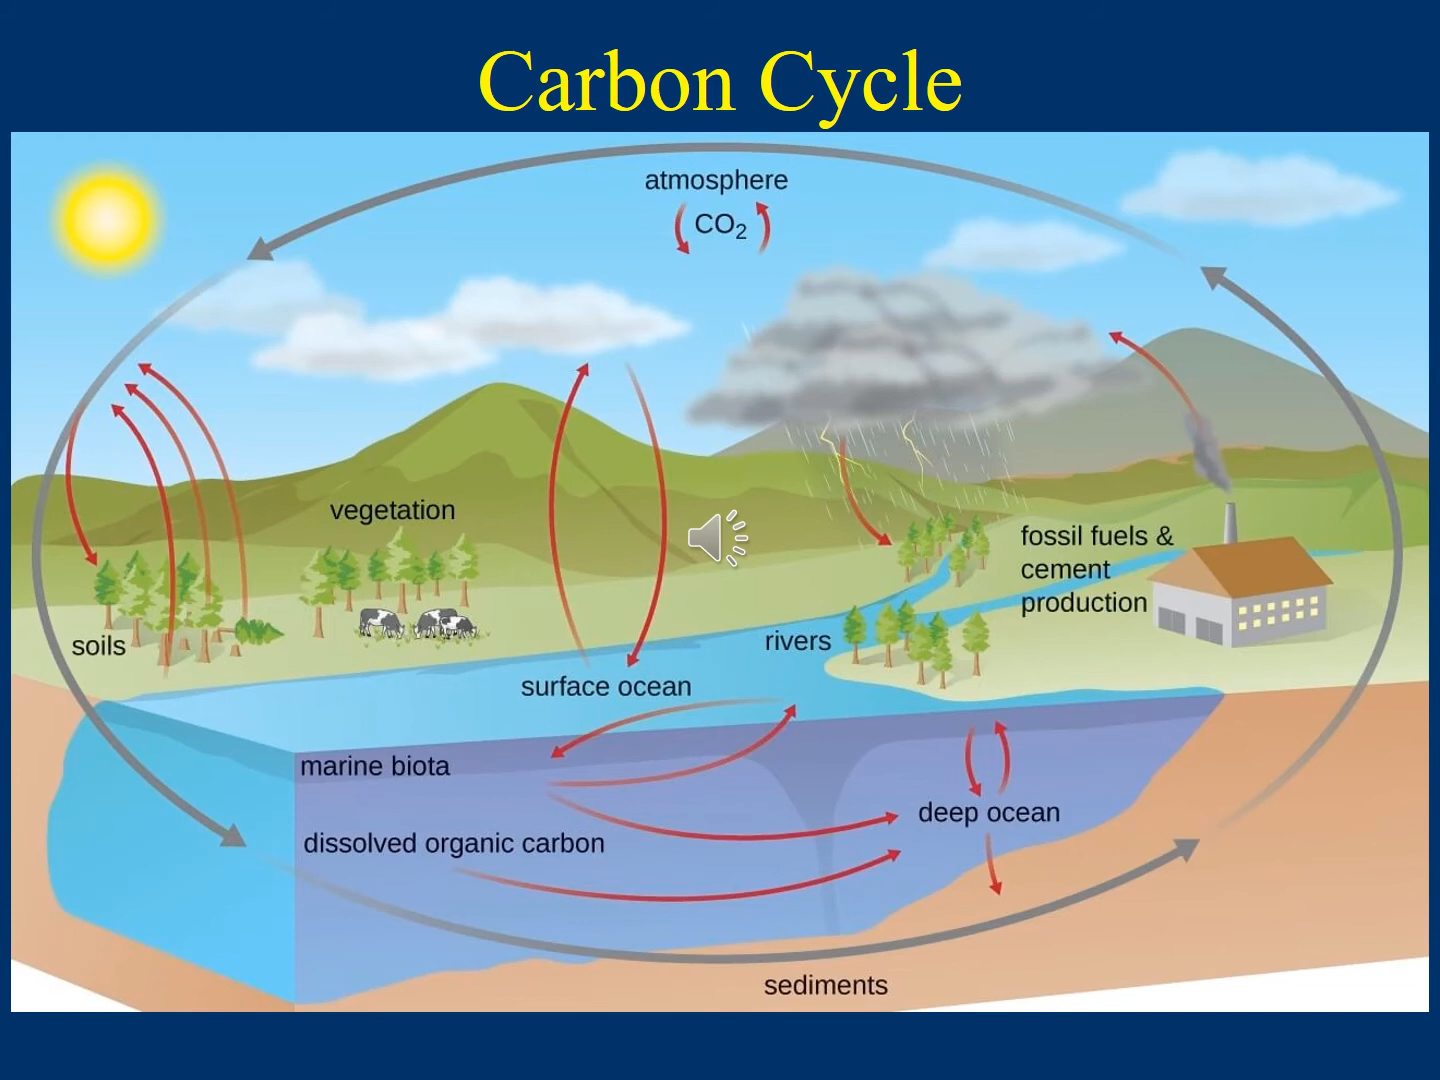 Carbon Cycle
atmosphere
CO₂
vegetation
fossil fuels &
cement
production
soils
rivers
surface ocean
marine biota
deep ocean
dissolved organic carbon
sediments